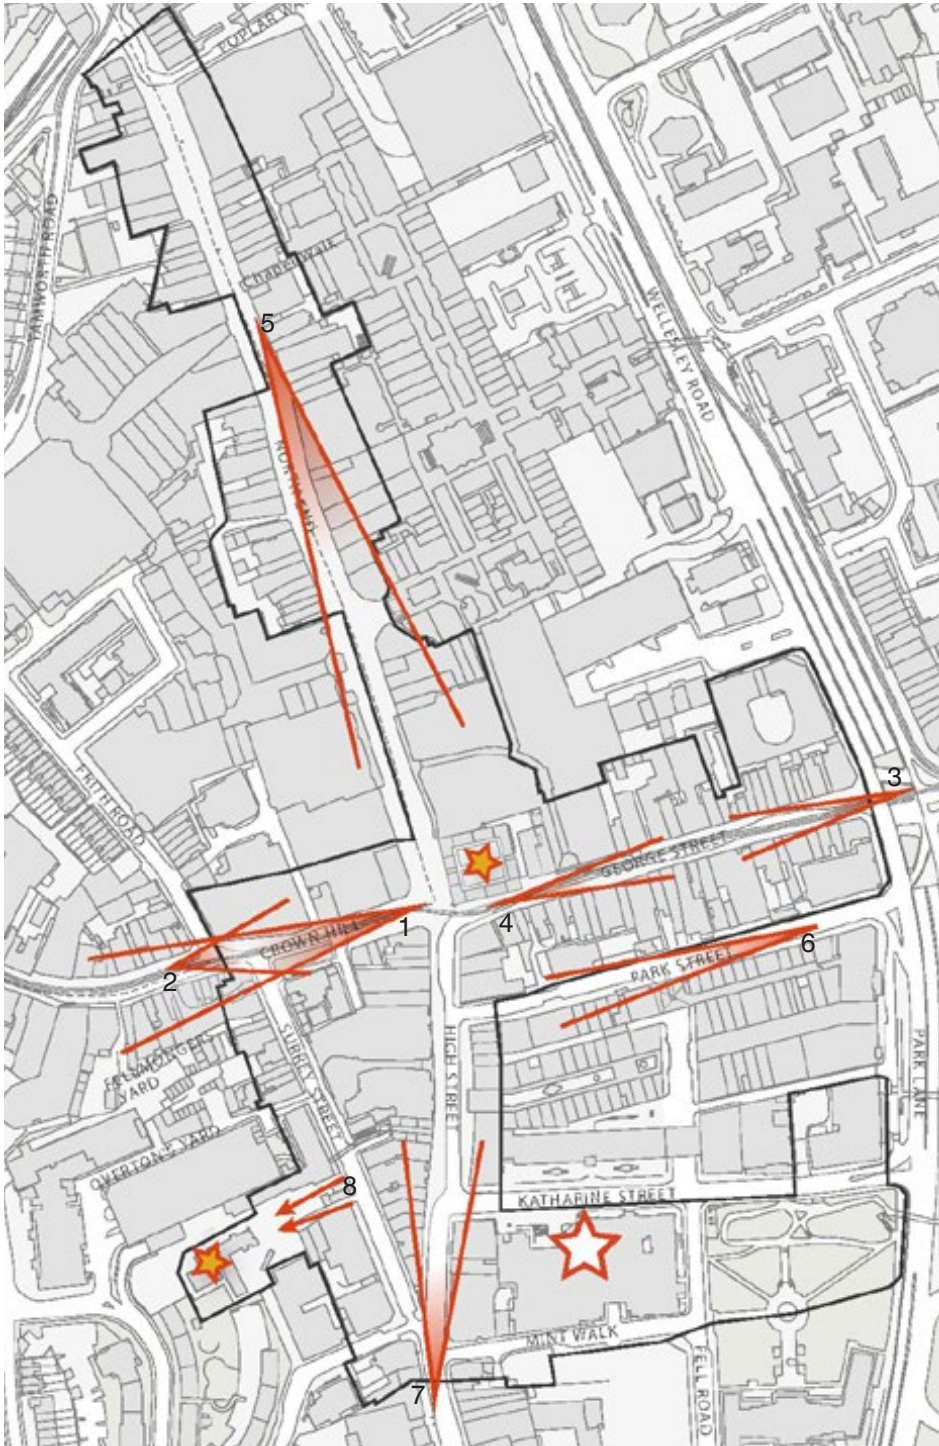 POPLAR WA
TAMWORTH ROAD
Chapel walk
WELLESLEY ROAD
5
NORTH END
FRITH ROAD
3
GEORGE STREET
1
4
CROWN HILL
2
6
PARK STREET
FELLMONGERS
YARD
SURREY STREET
HIGH STREET
PARK LANE
OVERTON'S YARD
8
KATHARINE STREET
MINT WALK
FELL ROAD
7